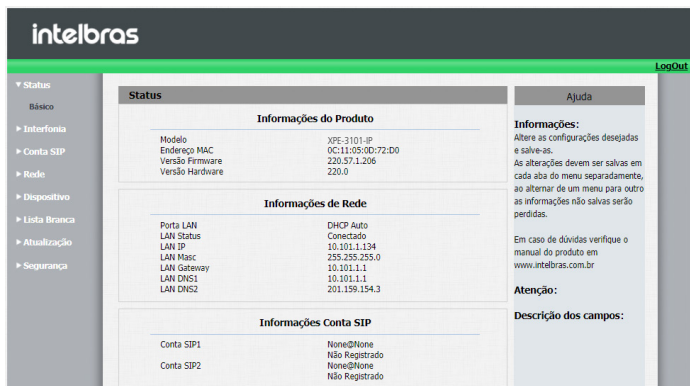 intelbras
LogOut
Status
Básico
Interfonia
Conta SIP
Rede
Dispositivo
Lista Branca
Atualização
Segurança
Status
Informações do Produto
Modelo XPE-3101-IP
Endereço MAC 0C:11:05:0D:72:D0
Versão Firmware 220.57.1.206
Versão Hardware 220.0
Informações de Rede
Porta LAN DHCP Auto
LAN Status Conectado
LAN IP 10.101.1.134
LAN Masc 255.255.255.0
LAN Gateway 10.101.1.1
LAN DNS1 10.101.1.1
LAN DNS2 201.159.154.3
Informações Conta SIP
Conta SIP1 None@None
Não Registrado
Conta SIP2 None@None
Não Registrado
Ajuda
Informações:
Altere as configurações desejadas
e salve-as.
As alterações devem ser salvas em
cada aba do menu separadamente,
ao alternar de um menu para outro
as informações não salvas serão
perdidas.
Em caso de dúvidas verifique o
manual do produto em
www.intelbras.com.br
Atenção:
Descrição dos campos: